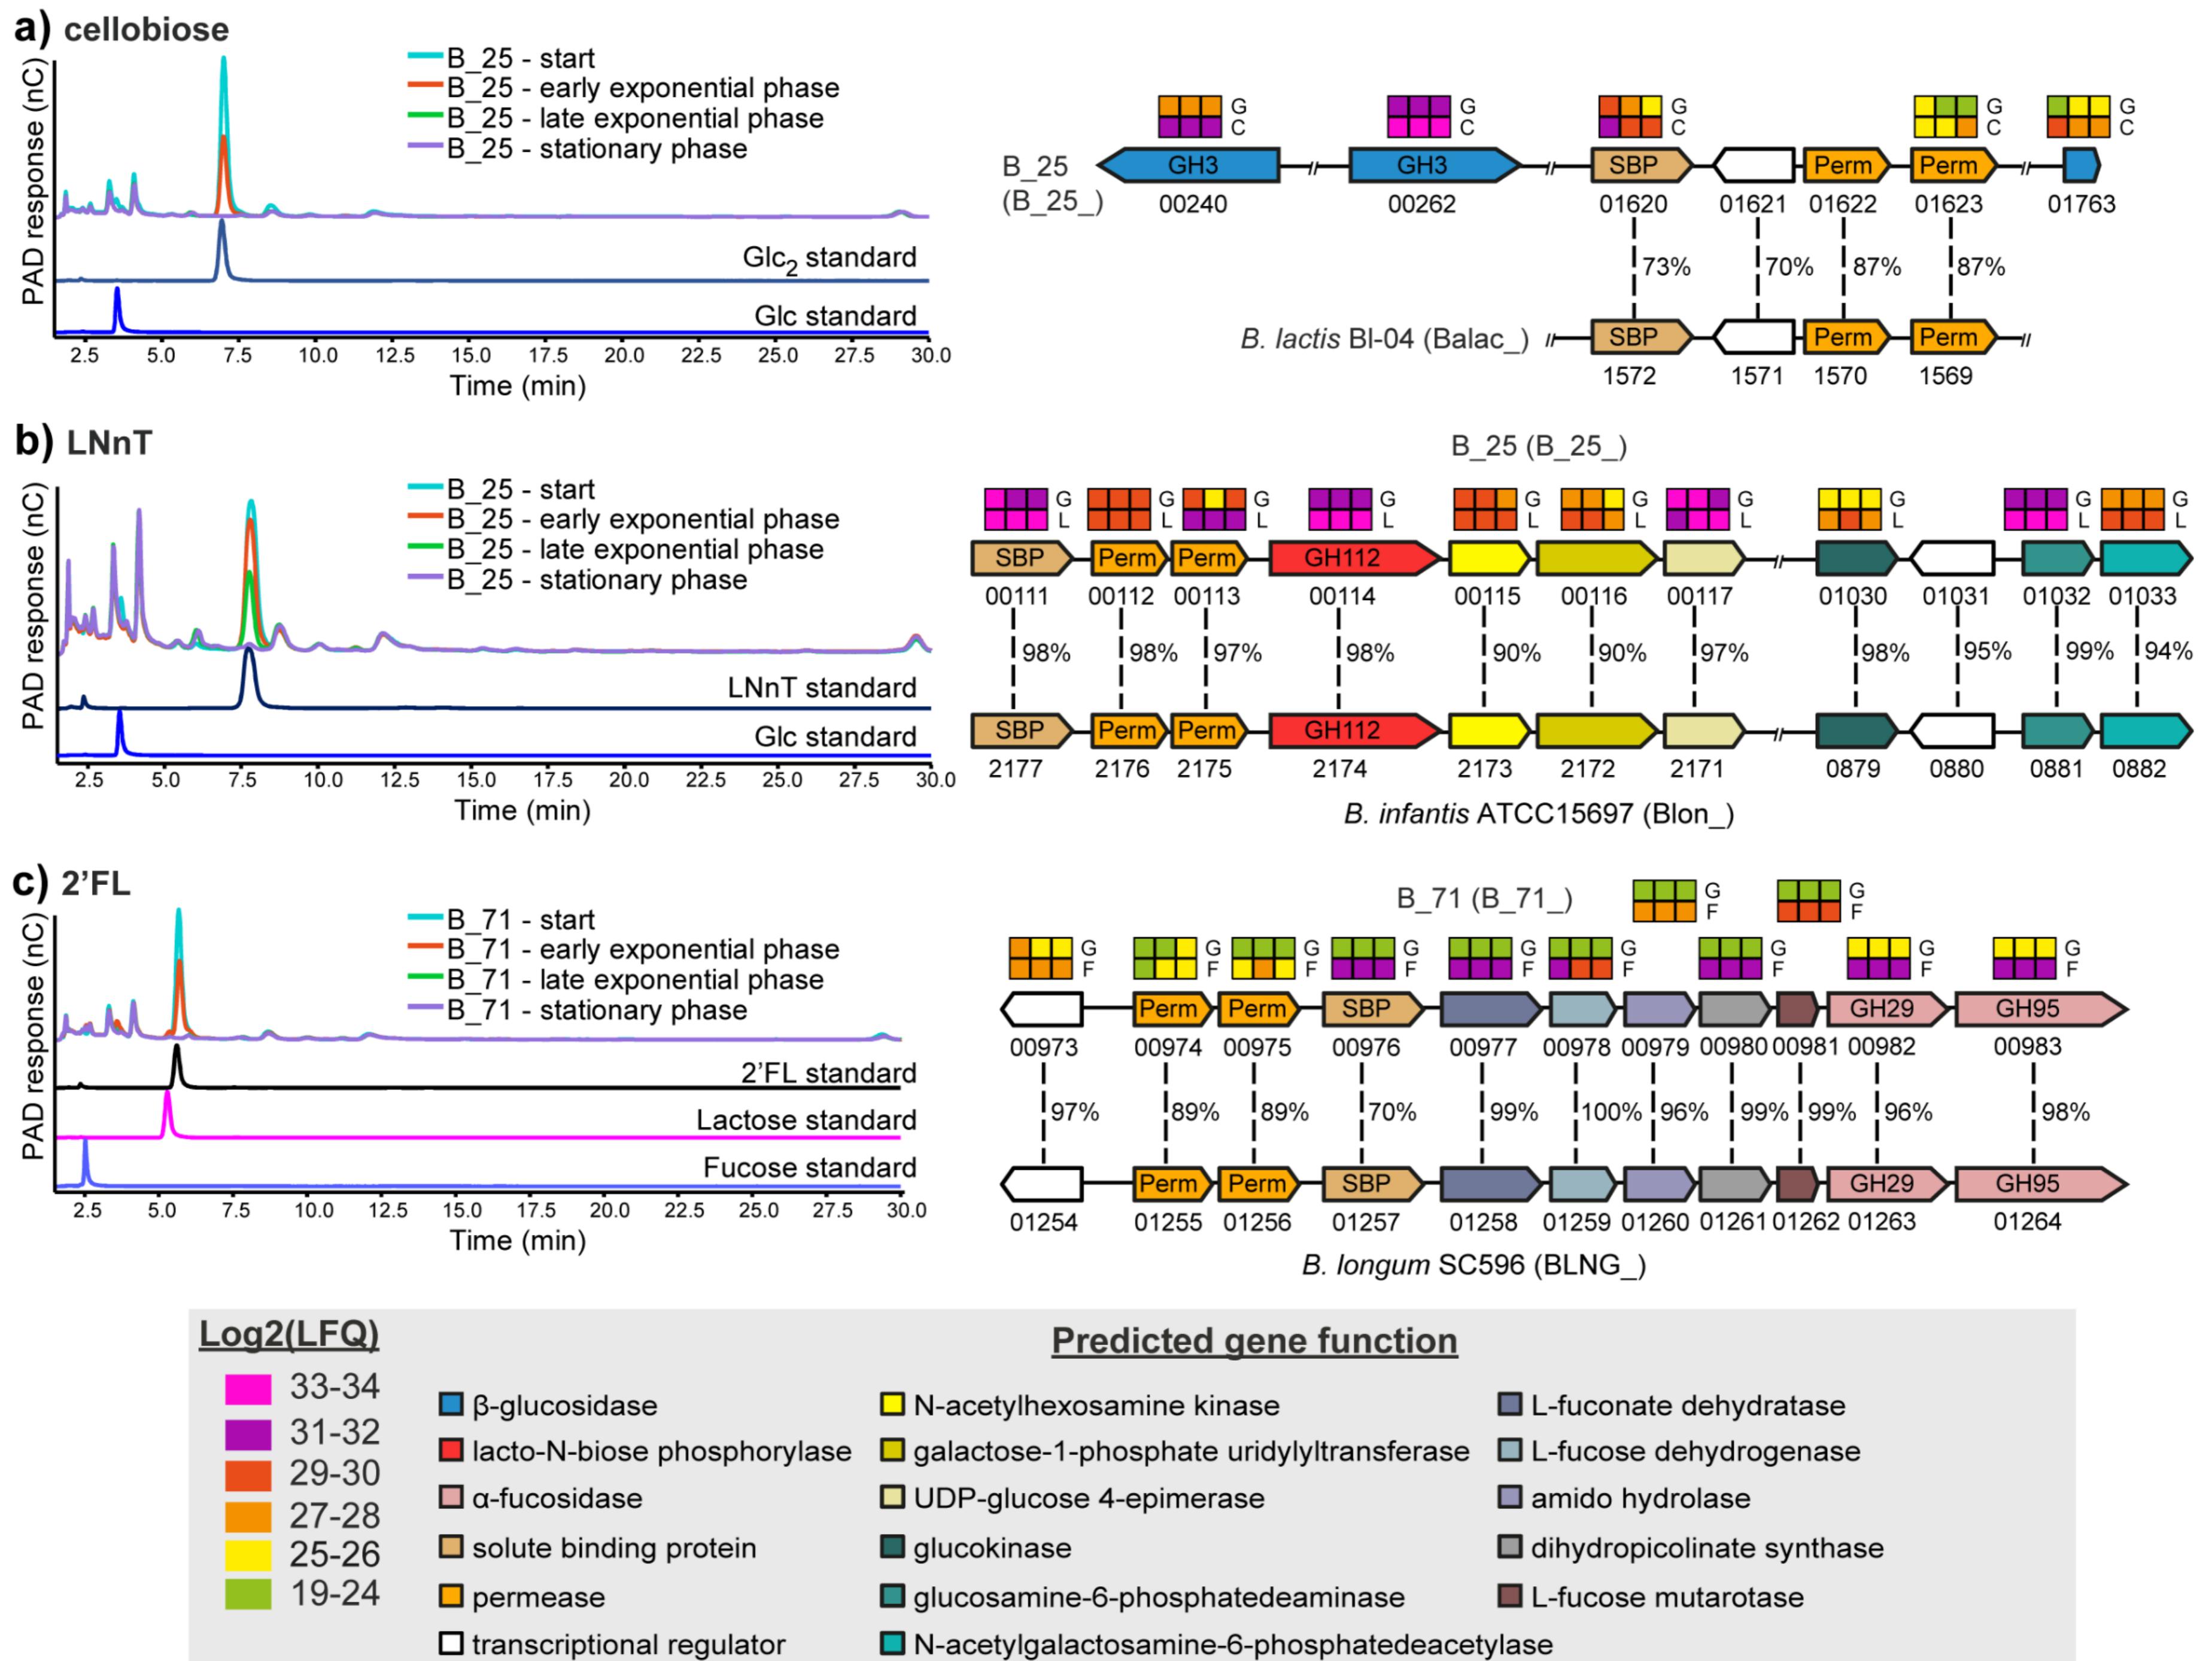 a) cellobiose
PAD response (nC)
B_25 - start
B_25 - early exponential phase
B_25 - late exponential phase
B_25 - stationary phase
Glc2 standard
Glc standard
2.5 5.0 7.5 10.0 12.5 15.0 17.5 20.0 22.5 25.0 27.5 30.0
Time (min)
G G G G G
C C C C C
B_25
(B_25_)
GH3 GH3 SBP Perm Perm
00240 00262 01620 01621 01622 01623 01763
73% 70% 87% 87%
B. lactis Bl-04 (Balac_)
SBP Perm Perm
1572 1571 1570 1569
b) LNnT
PAD response (nC)
B_25 - start
B_25 - early exponential phase
B_25 - late exponential phase
B_25 - stationary phase
LNnT standard
Glc standard
2.5 5.0 7.5 10.0 12.5 15.0 17.5 20.0 22.5 25.0 27.5 30.0
Time (min)
B_25 (B_25_)
G G G G G G G G G G
L L L L L L L L L L
SBP Perm Perm GH112
00111 00112 00113 00114 00115 00116 00117 01030 01031 01032 01033
98% 98% 97% 98% 90% 90% 97% 98% 95% 99% 94%
SBP Perm Perm GH112
2177 2176 2175 2174 2173 2172 2171 0879 0880 0881 0882
B. infantis ATCC15697 (Blon_)
c) 2'FL
PAD response (nC)
B_71 - start
B_71 - early exponential phase
B_71 - late exponential phase
B_71 - stationary phase
2'FL standard
Lactose standard
Fucose standard
2.5 5.0 7.5 10.0 12.5 15.0 17.5 20.0 22.5 25.0 27.5 30.0
Time (min)
B_71 (B_71_)
G G
F F
G G G G G G G G G
F F F F F F F F F
Perm Perm SBP GH29 GH95
00973 00974 00975 00976 00977 00978 00979 00980 00981 00982 00983
97% 89% 89% 70% 99% 100% 96% 99% 99% 96% 98%
Perm Perm SBP GH29 GH95
01254 01255 01256 01257 01258 01259 01260 01261 01262 01263 01264
B. longum SC596 (BLNG_)
Log2(LFQ)
33-34
31-32
29-30
27-28
25-26
19-24
Predicted gene function
β-glucosidase
lacto-N-biose phosphorylase
α-fucosidase
solute binding protein
permease
transcriptional regulator
N-acetylhexosamine kinase
galactose-1-phosphate uridylyltransferase
UDP-glucose 4-epimerase
glucokinase
glucosamine-6-phosphatedeaminase
N-acetylgalactosamine-6-phosphatedeacetylase
L-fuconate dehydratase
L-fucose dehydrogenase
amido hydrolase
dihydropicolinate synthase
L-fucose mutarotase